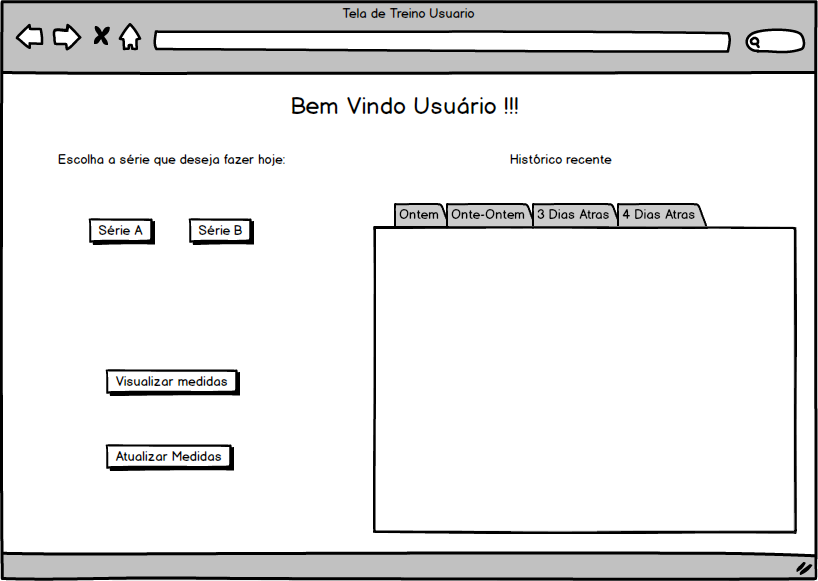 Tela de Treino Usuario
Bem Vindo Usuário !!!
Escolha a série que deseja fazer hoje:
Histórico recente
Ontem
Onte-Ontem
3 Dias Atras
4 Dias Atras
Série A
Série B
Visualizar medidas
Atualizar Medidas